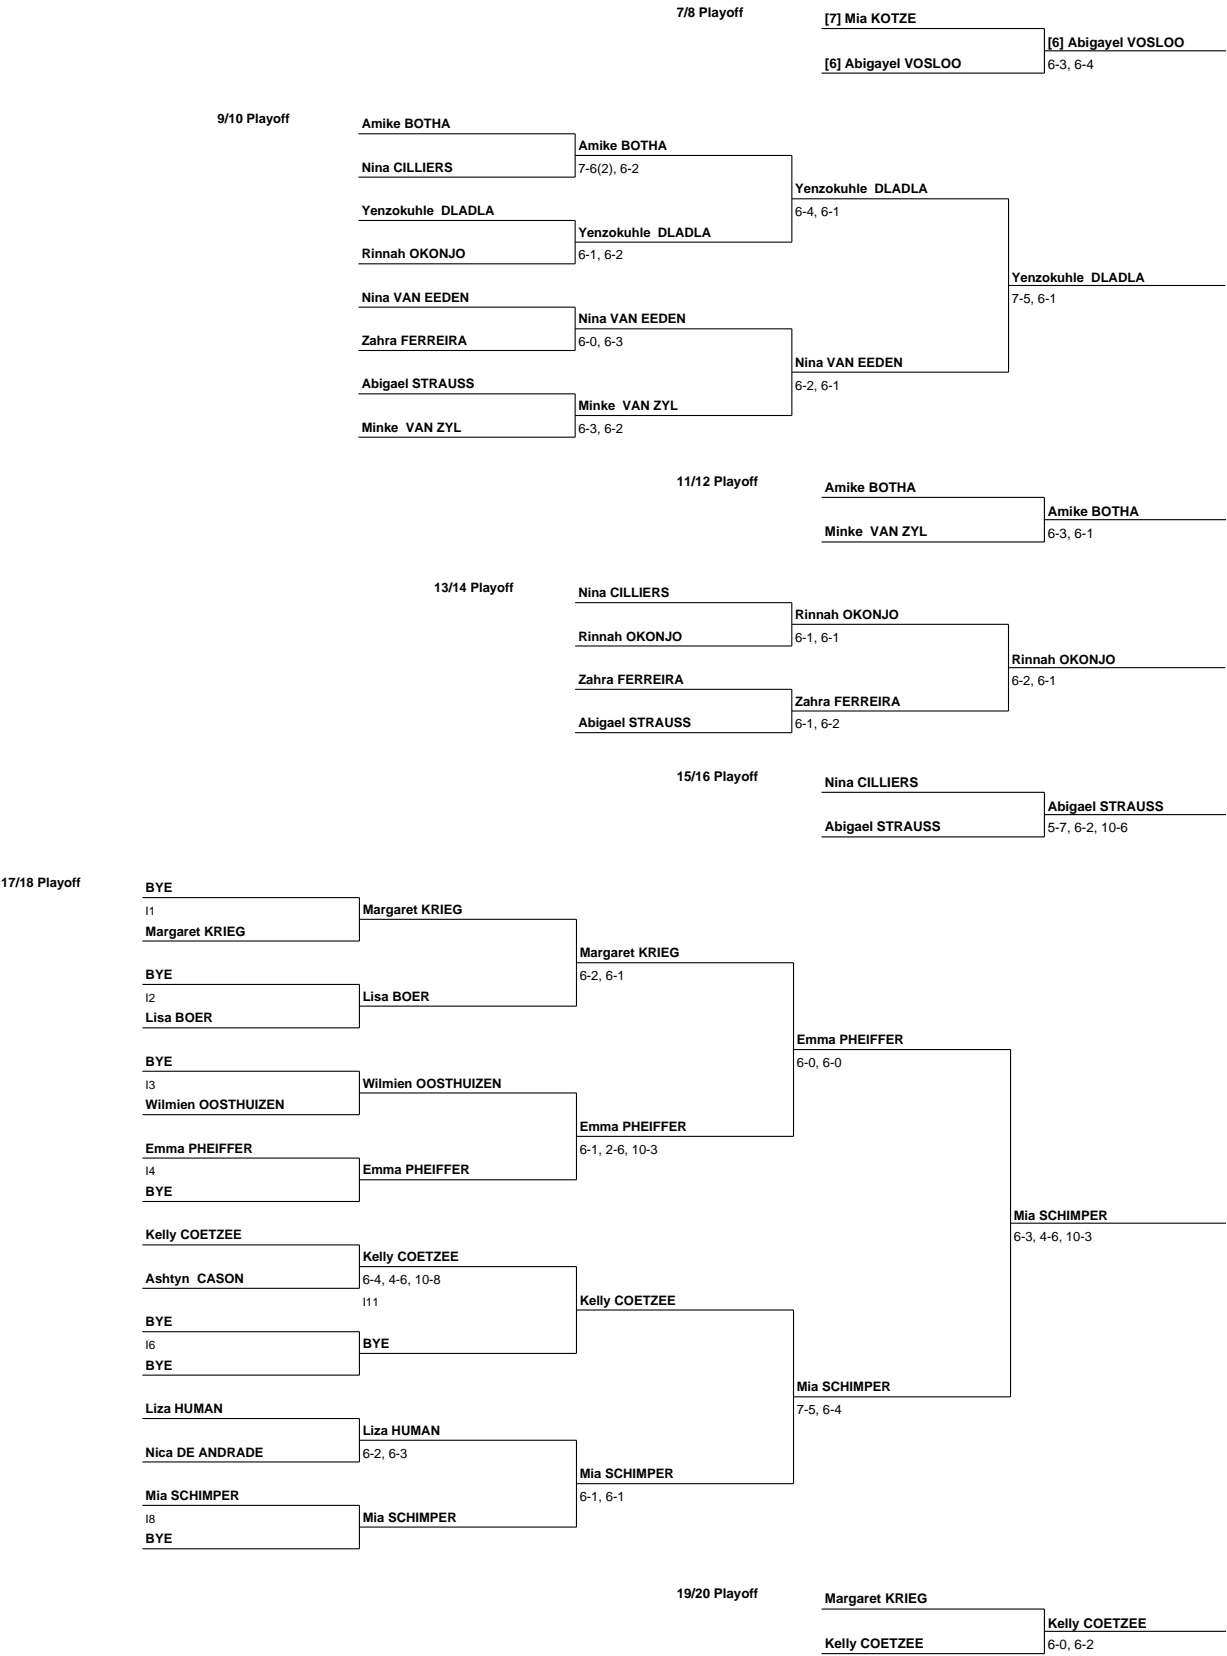 7/8 Playoff
[7] Mia KOTZE
[6] Abigayel VOSLOO
[6] Abigayel VOSLOO
6-3, 6-4
9/10 Playoff
Amike BOTHA
Amike BOTHA
Nina CILLIERS
7-6(2), 6-2
Yenzokuhle DLADLA
Yenzokuhle DLADLA
6-4, 6-1
Yenzokuhle DLADLA
Rinnah OKONJO
6-1, 6-2
Yenzokuhle DLADLA
Nina VAN EEDEN
7-5, 6-1
Nina VAN EEDEN
Zahra FERREIRA
6-0, 6-3
Nina VAN EEDEN
Abigael STRAUSS
6-2, 6-1
Minke VAN ZYL
Minke VAN ZYL
6-3, 6-2
11/12 Playoff
Amike BOTHA
Amike BOTHA
Minke VAN ZYL
6-3, 6-1
13/14 Playoff
Nina CILLIERS
Rinnah OKONJO
Rinnah OKONJO
6-1, 6-1
Rinnah OKONJO
Zahra FERREIRA
6-2, 6-1
Zahra FERREIRA
Abigael STRAUSS
6-1, 6-2
15/16 Playoff
Nina CILLIERS
Abigael STRAUSS
Abigael STRAUSS
5-7, 6-2, 10-6
17/18 Playoff
BYE
I1
Margaret KRIEG
Margaret KRIEG
Margaret KRIEG
BYE
6-2, 6-1
I2
Lisa BOER
Lisa BOER
Emma PHEIFFER
BYE
6-0, 6-0
I3
Wilmien OOSTHUIZEN
Wilmien OOSTHUIZEN
Emma PHEIFFER
Emma PHEIFFER
6-1, 2-6, 10-3
I4
Emma PHEIFFER
BYE
Mia SCHIMPER
Kelly COETZEE
6-3, 4-6, 10-3
Kelly COETZEE
Ashtyn CASON
6-4, 4-6, 10-8
I11
Kelly COETZEE
BYE
I6
BYE
BYE
Mia SCHIMPER
Liza HUMAN
7-5, 6-4
Liza HUMAN
Nica DE ANDRADE
6-2, 6-3
Mia SCHIMPER
Mia SCHIMPER
6-1, 6-1
I8
Mia SCHIMPER
BYE
19/20 Playoff
Margaret KRIEG
Kelly COETZEE
Kelly COETZEE
6-0, 6-2